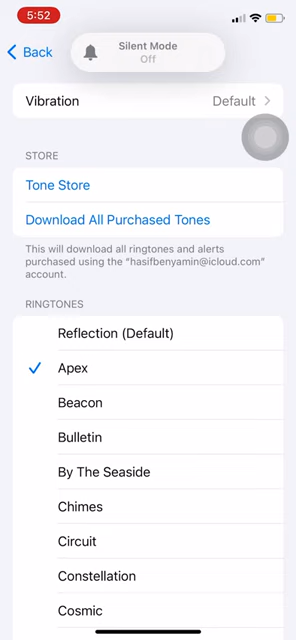 5:52
Silent Mode
Off
Back
Vibration Default
STORE
Tone Store
Download All Purchased Tones
This will download all ringtones and alerts
purchased using the “hasifbenyamin@icloud.com”
account.
RINGTONES
Reflection (Default)
Apex
Beacon
Bulletin
By The Seaside
Chimes
Circuit
Constellation
Cosmic